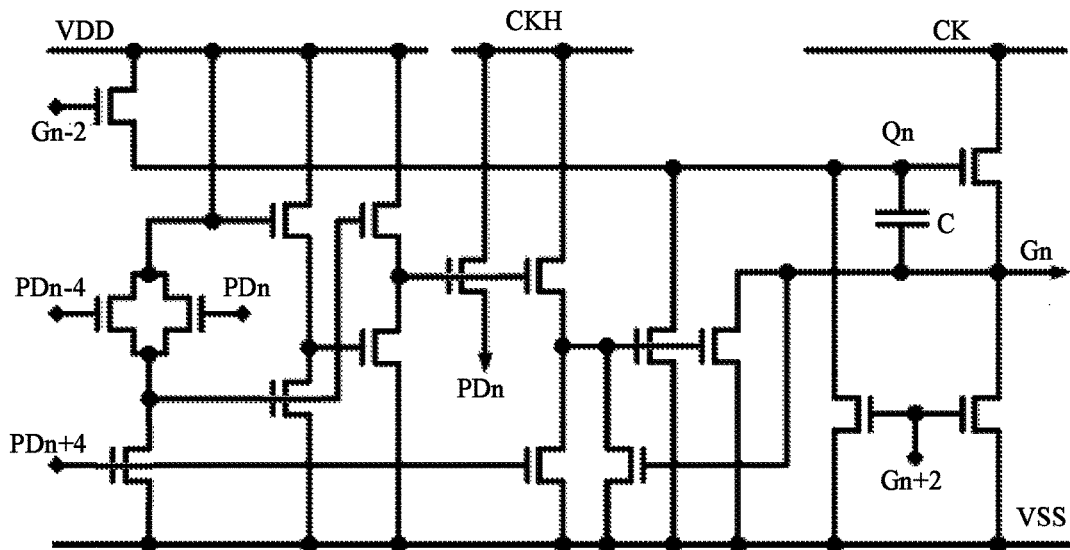 VDD
CKH
CK
Gn-2
Qn
C
Gn
PDn-4
PDn
PDn
PDn+4
Gn+2
VSS